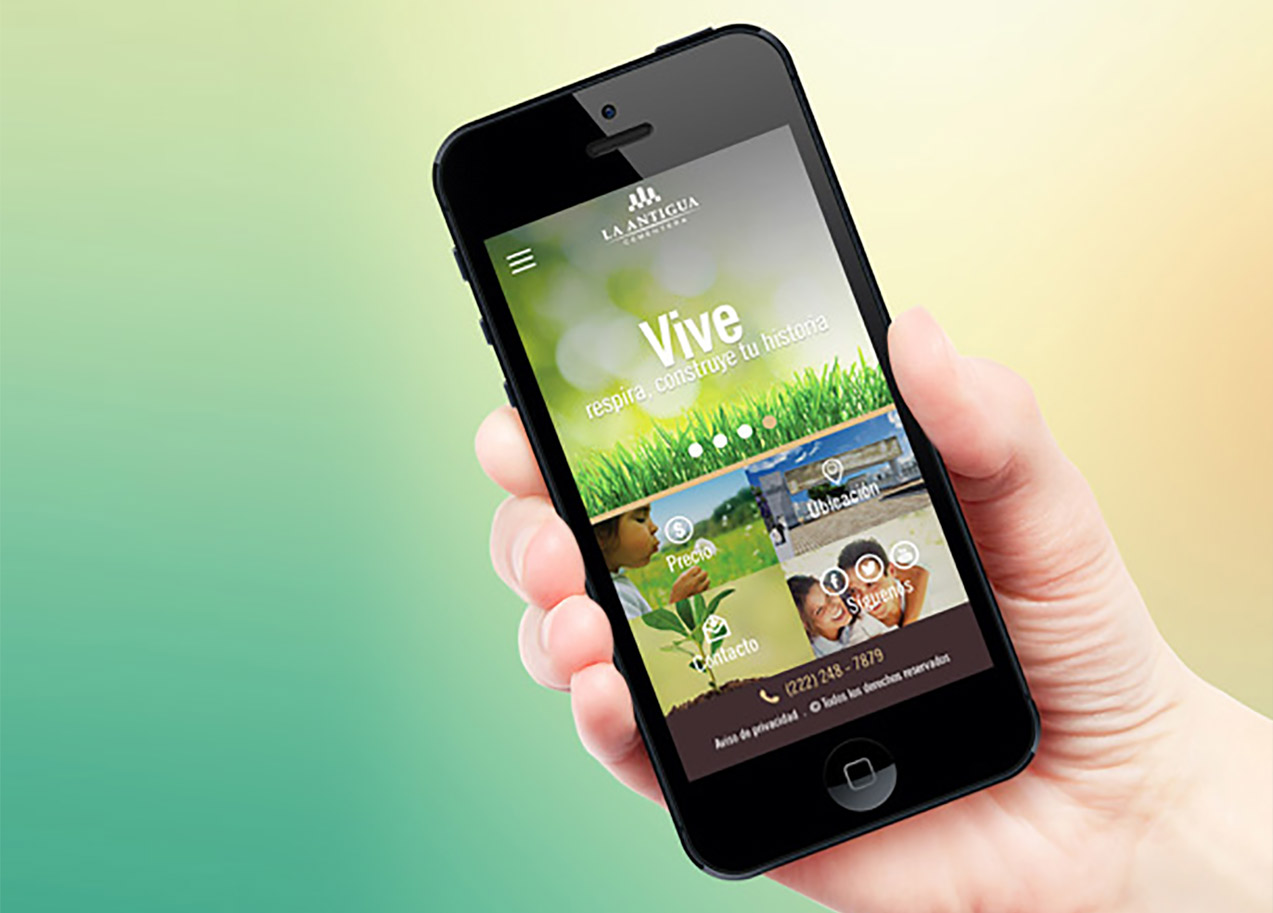 LA ANTIGUA
CEMENTERA
Vive
respira, construye tu historia
Ubicación
$
Precio
f
Síguenos
Contacto
(222) 248 - 7879
Aviso de privacidad . © Todos los derechos reservados